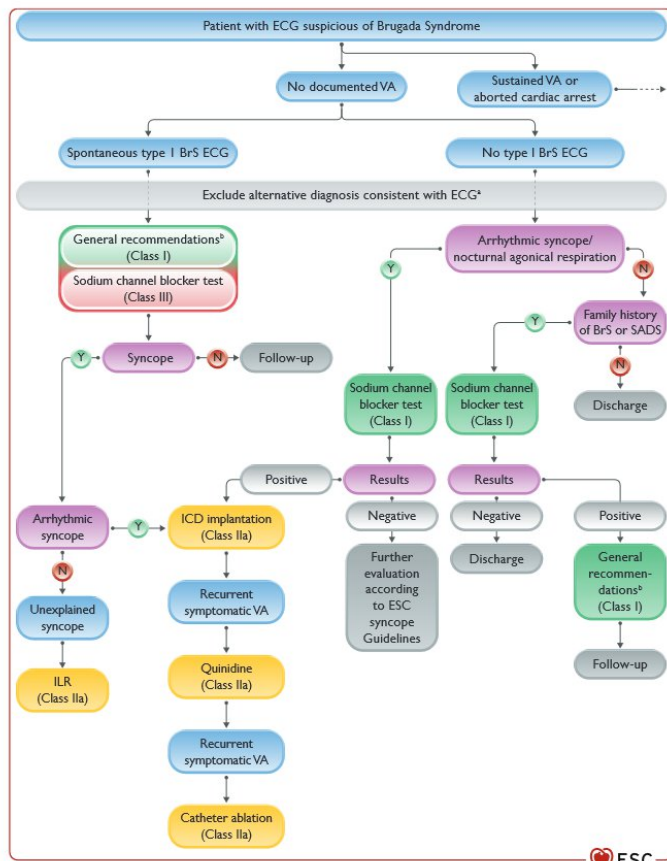 Patient with ECG suspicious of Brugada Syndrome
No documented VA
Sustained VA or
aborted cardiac arrest
Spontaneous type 1 BrS ECG
No type 1 BrS ECG
Exclude alternative diagnosis consistent with ECGᵃ
General recommendationsᵇ
(Class I)
Sodium channel blocker test
(Class III)
Arrhythmic syncope/
nocturnal agonical respiration
Y
N
Family history
of BrS or SADS
Y
N
Y
Syncope
N
Follow-up
Sodium channel
blocker test
(Class I)
Sodium channel
blocker test
(Class I)
Discharge
Positive
Results
Results
Arrhythmic
syncope
Y
ICD implantation
(Class IIa)
Negative
Negative
Positive
N
Further
evaluation
according
to ESC
syncope
Guidelines
Discharge
General
recommen-
dationsᵇ
(Class I)
Unexplained
syncope
Recurrent
symptomatic VA
Follow-up
ILR
(Class IIa)
Quinidine
(Class IIa)
Recurrent
symptomatic VA
Catheter ablation
(Class IIa)
ESC